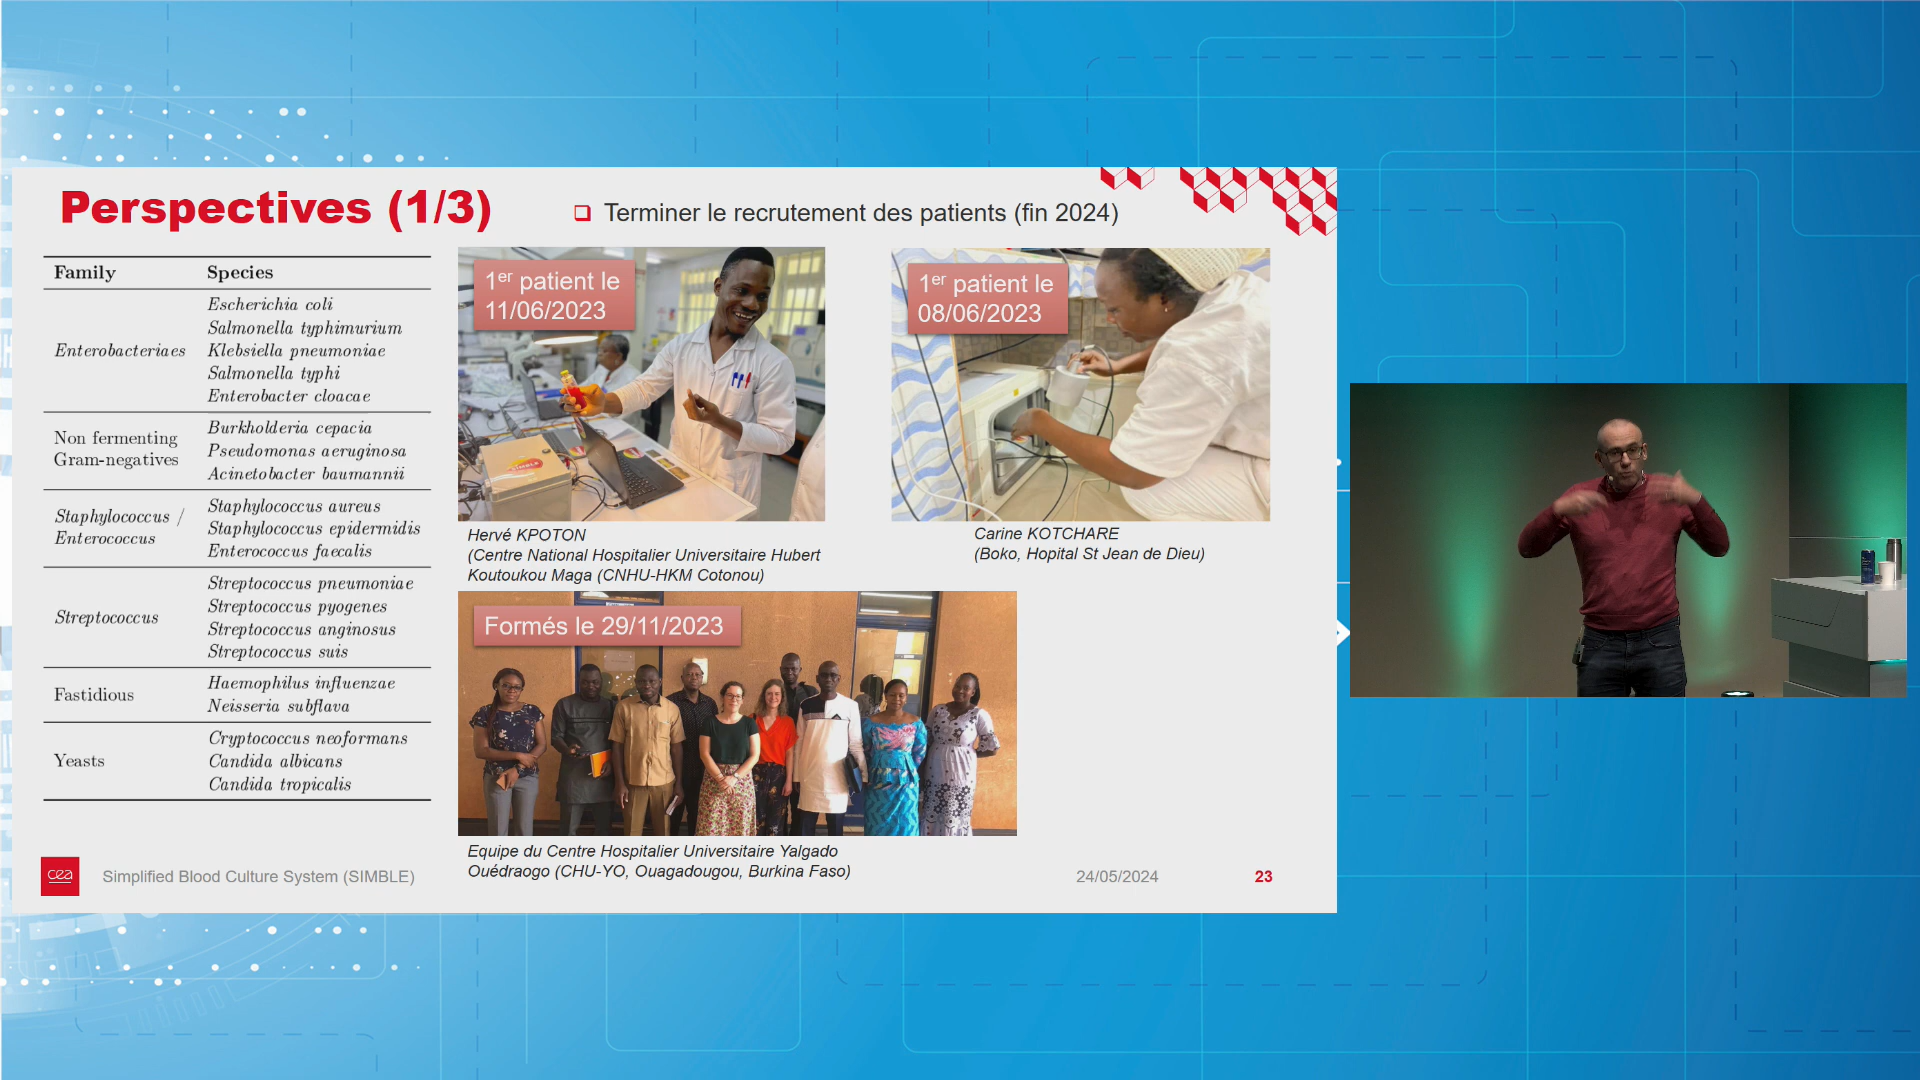 Perspectives (1/3)
❑ Terminer le recrutement des patients (fin 2024)
Family Species
Enterobacteriaes
Escherichia coli
Salmonella typhimurium
Klebsiella pneumoniae
Salmonella typhi
Enterobacter cloacae
Non fermenting
Gram-negatives
Burkholderia cepacia
Pseudomonas aeruginosa
Acinetobacter baumannii
Staphylococcus /
Enterococcus
Staphylococcus aureus
Staphylococcus epidermidis
Enterococcus faecalis
Streptococcus
Streptococcus pneumoniae
Streptococcus pyogenes
Streptococcus anginosus
Streptococcus suis
Fastidious
Haemophilus influenzae
Neisseria subflava
Yeasts
Cryptococcus neoformans
Candida albicans
Candida tropicalis
1er patient le
11/06/2023
SIMBLE
Hervé KPOTON
(Centre National Hospitalier Universitaire Hubert
Koutoukou Maga (CNHU-HKM Cotonou)
1er patient le
08/06/2023
Carine KOTCHARE
(Boko, Hopital St Jean de Dieu)
Formés le 29/11/2023
Equipe du Centre Hospitalier Universitaire Yalgado
Ouédraogo (CHU-YO, Ouagadougou, Burkina Faso)
cea
Simplified Blood Culture System (SIMBLE)
24/05/2024
23